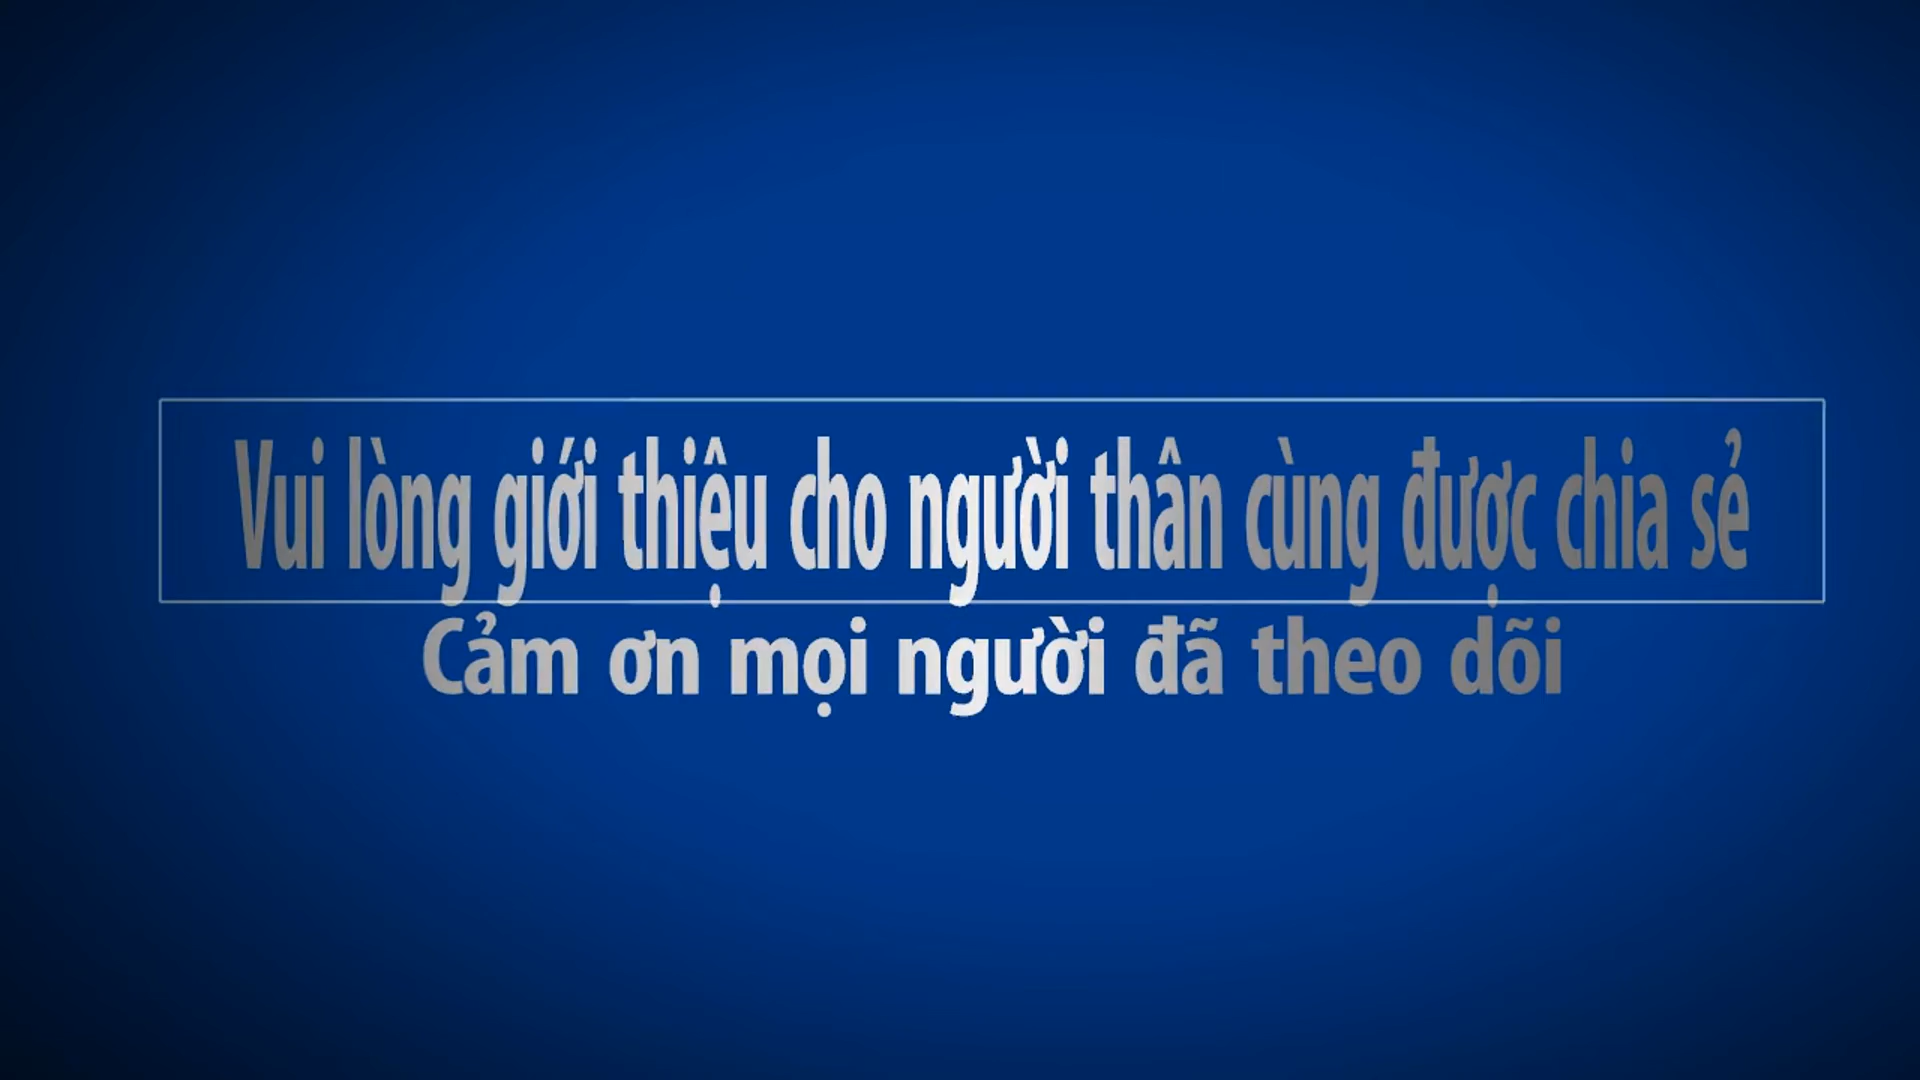 Vui lòng giới thiệu cho người thân cùng được chia sẻ
Cảm ơn mọi người đã theo dõi